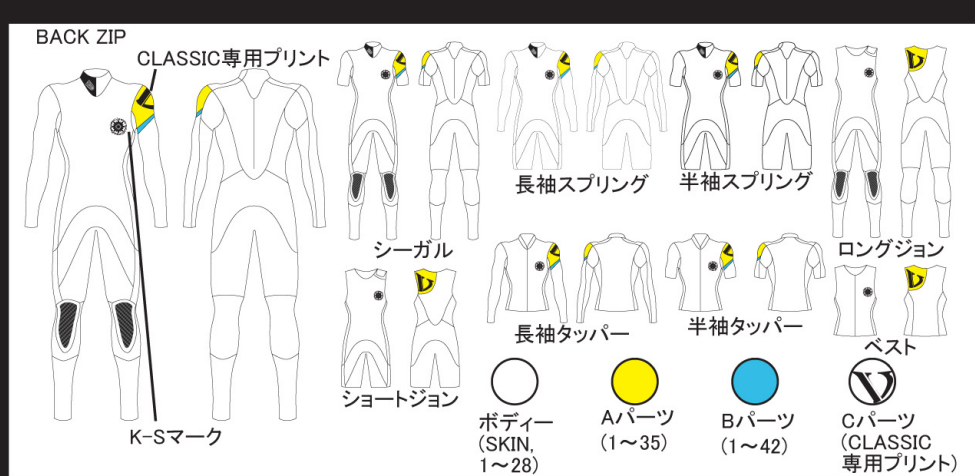 BACK ZIP
CLASSIC専用プリント
長袖スプリング
半袖スプリング
シーガル
ロングジョン
長袖タッパー
半袖タッパー
ベスト
ショートジョン
K-Sマーク
ボディー
(SKIN,
1～28)
Aパーツ
(1～35)
Bパーツ
(1～42)
Cパーツ
(CLASSIC
専用プリント)